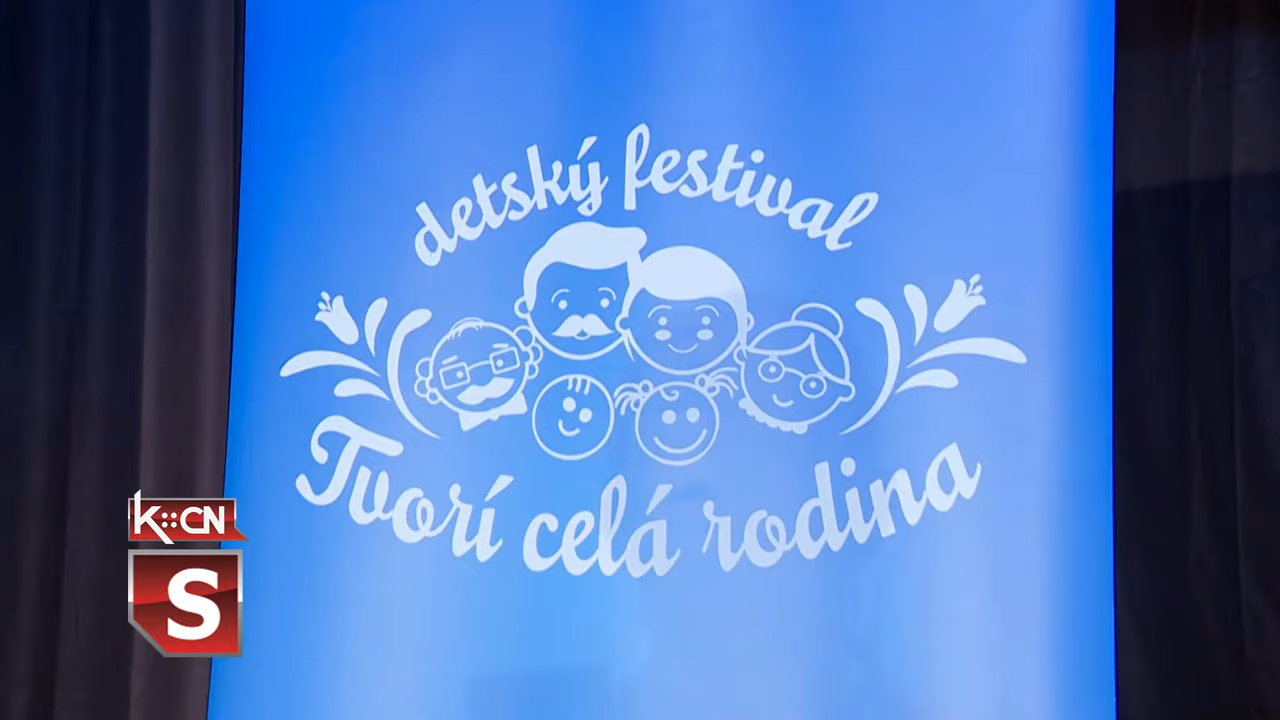 detský festival
Tvorí celá rodina
K::CN
S